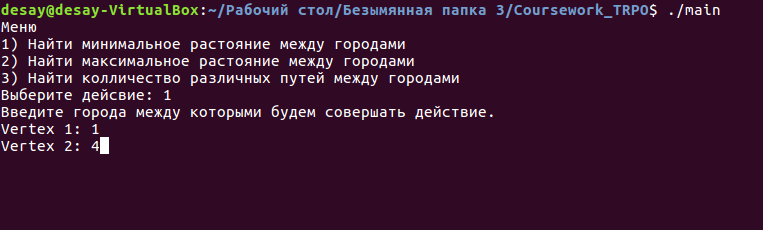 desay@desay-VirtualBox:~/Рабочий стол/Безымянная папка 3/Coursework_TRPO$ ./main
Меню
1) Найти минимальное растояние между городами
2) Найти максимальное растояние между городами
3) Найти колличество различных путей между городами
Выберите дейсвие: 1
Введите города между которыми будем совершать действие.
Vertex 1: 1
Vertex 2: 4